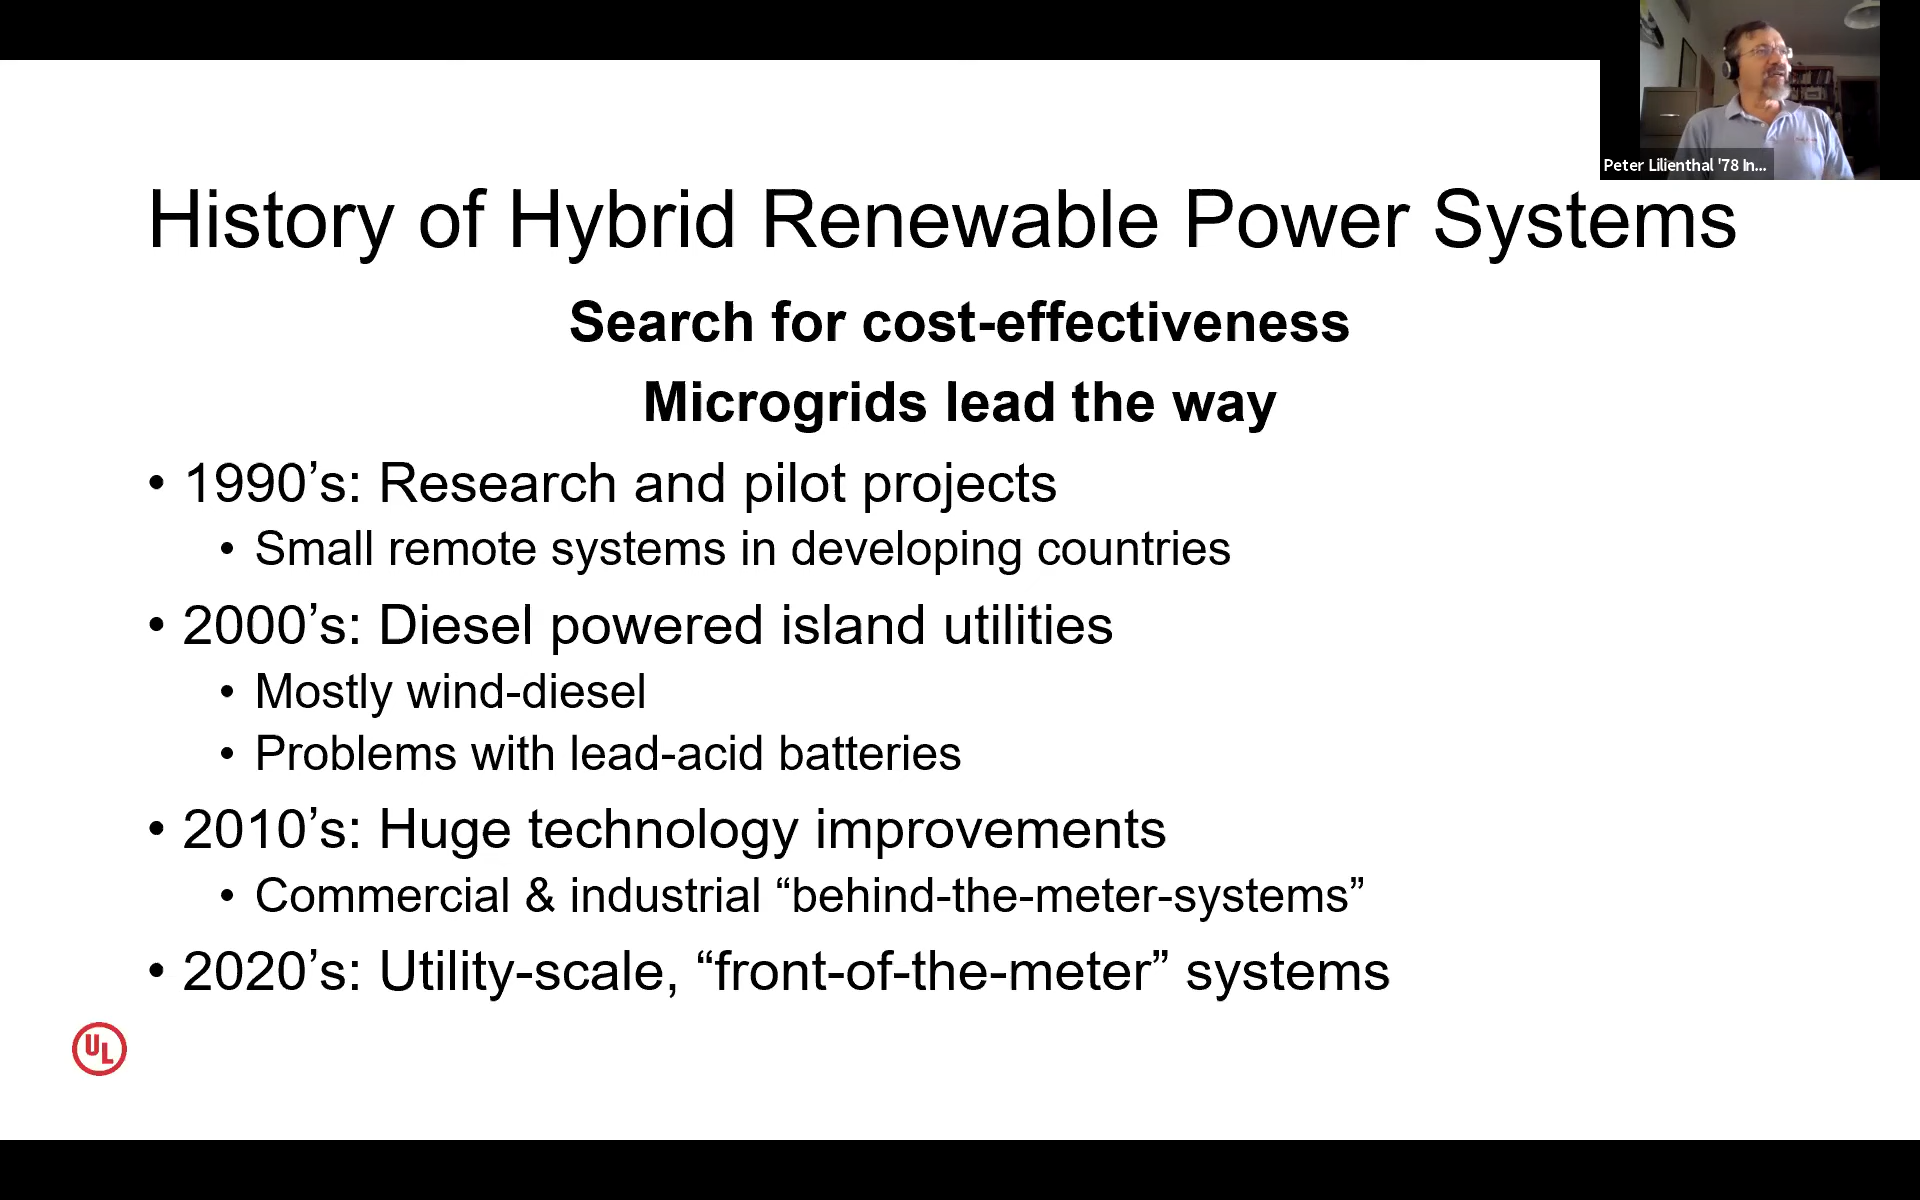 Peter Lilienthal '78 In...
History of Hybrid Renewable Power Systems
Search for cost-effectiveness
Microgrids lead the way
• 1990’s: Research and pilot projects
• Small remote systems in developing countries
• 2000’s: Diesel powered island utilities
• Mostly wind-diesel
• Problems with lead-acid batteries
• 2010’s: Huge technology improvements
• Commercial & industrial “behind-the-meter-systems”
• 2020’s: Utility-scale, “front-of-the-meter” systems
UL